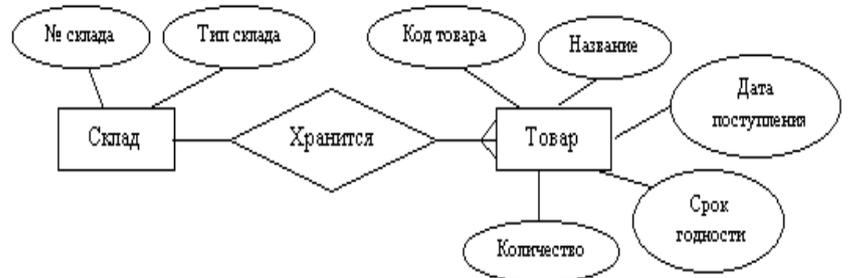 № склада
Тип склада
Код товара
Название
Дата
поступления
Склад
Хранится
Товар
Срок
годности
Количество